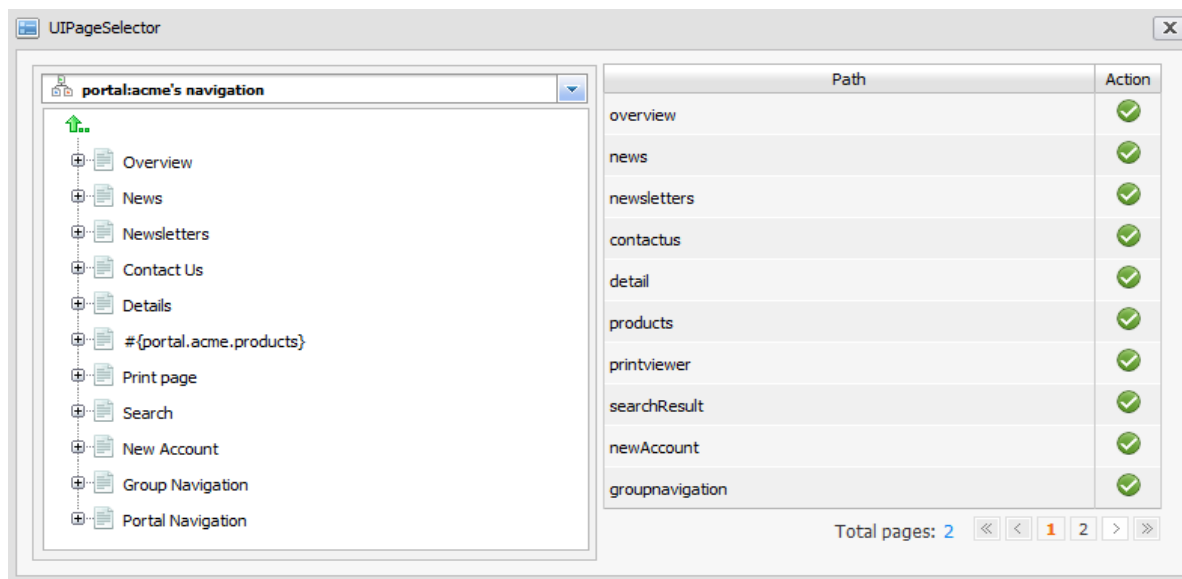 UIPageSelector
portal:acme's navigation
Overview
News
Newsletters
Contact Us
Details
#{portal.acme.products}
Print page
Search
New Account
Group Navigation
Portal Navigation
Path Action
overview
news
newsletters
contactus
detail
products
printviewer
searchResult
newAccount
groupnavigation
Total pages: 2 « < 1 2 > »